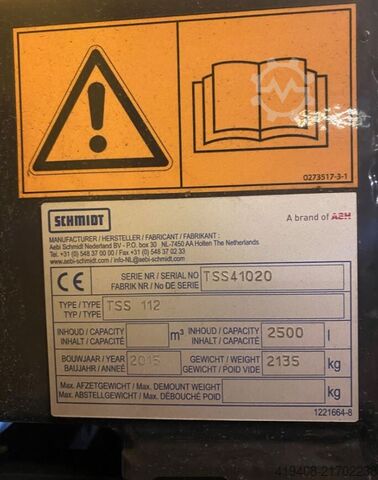 0273517-3-1
SCHMIDT
A brand of ASH
MANUFACTURER / HERSTELLER / FABRICANT / FABRIKANT :
Aebi Schmidt Nederland BV - P.O. box 30 NL-7450 AA Holten The Netherlands
Tel. +31 (0) 548 37 00 00 / Fax. +31 (0) 548 37 02 33
www.aebi-schmidt.com / info-NL@aebi-schmidt.com
CE SERIE NR / SERIAL NO TSS41020
FABRIK NR / No DE SERIE
TYPE / TYPE TSS 112
TYP / TYPE
INHOUD / CAPACITY m³ INHOUD / CAPACITY 2500 l
INHALT / CAPACITÉ INHALT / CAPACITÉ
BOUWJAAR / YEAR 2015 GEWICHT / WEIGHT 2135 kg
BAUJAHR / ANNEÉ GEWICHT / POID VIDE
Max. AFZETGEWICHT / Max. DEMOUNT WEIGHT kg
Max. ABSTELLGEWICHT / Max. DÉBOUCHÉ POID
1221664-8
419408-21702238